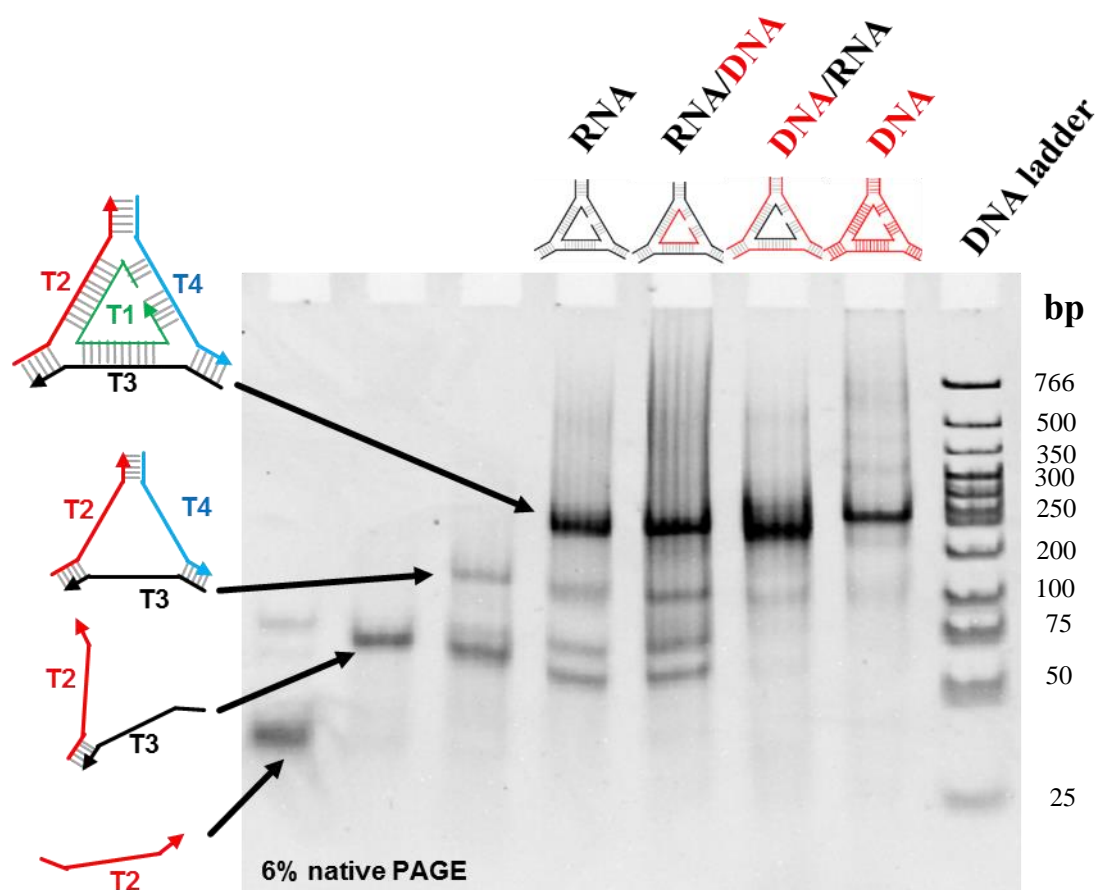 RNA
RNA/DNA
DNA/RNA
DNA
DNA ladder
T2
T4
T1
T3
bp
766
500
350
300
250
200
100
75
50
25
T2
T4
T3
T2
T3
T2
6% native PAGE